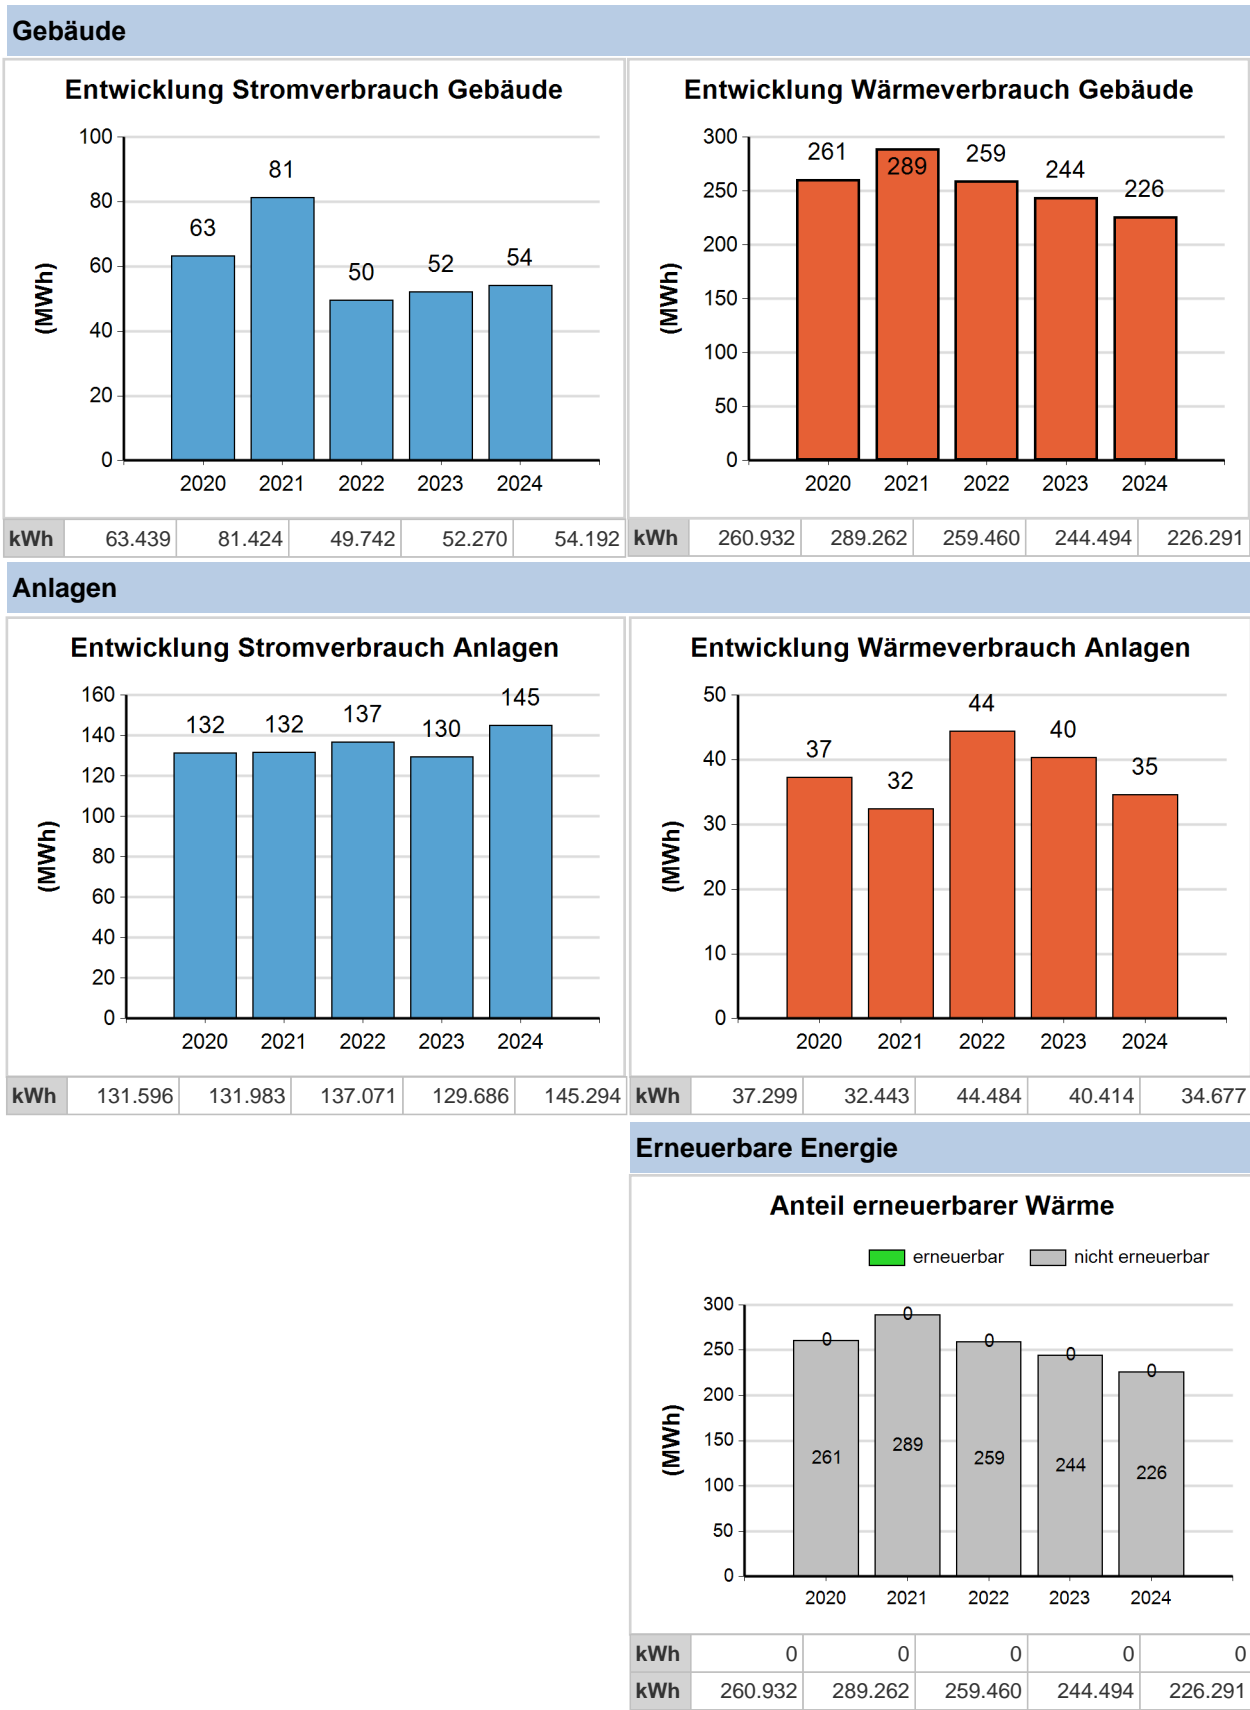 Gebäude
Entwicklung Stromverbrauch Gebäude
100
80
60
40
20
0
(MWh)
63
81
50
52
54
2020 2021 2022 2023 2024
kWh 63.439 81.424 49.742 52.270 54.192
Entwicklung Wärmeverbrauch Gebäude
300
250
200
150
100
50
0
(MWh)
261
289
259
244
226
2020 2021 2022 2023 2024
kWh 260.932 289.262 259.460 244.494 226.291
Anlagen
Entwicklung Stromverbrauch Anlagen
160
140
120
100
80
60
40
20
0
(MWh)
132
132
137
130
145
2020 2021 2022 2023 2024
kWh 131.596 131.983 137.071 129.686 145.294
Entwicklung Wärmeverbrauch Anlagen
50
40
30
20
10
0
(MWh)
37
32
44
40
35
2020 2021 2022 2023 2024
kWh 37.299 32.443 44.484 40.414 34.677
Erneuerbare Energie
Anteil erneuerbarer Wärme
erneuerbar nicht erneuerbar
300
250
200
150
100
50
0
(MWh)
0 0 0 0 0
261 289 259 244 226
2020 2021 2022 2023 2024
kWh 0 0 0 0 0
kWh 260.932 289.262 259.460 244.494 226.291